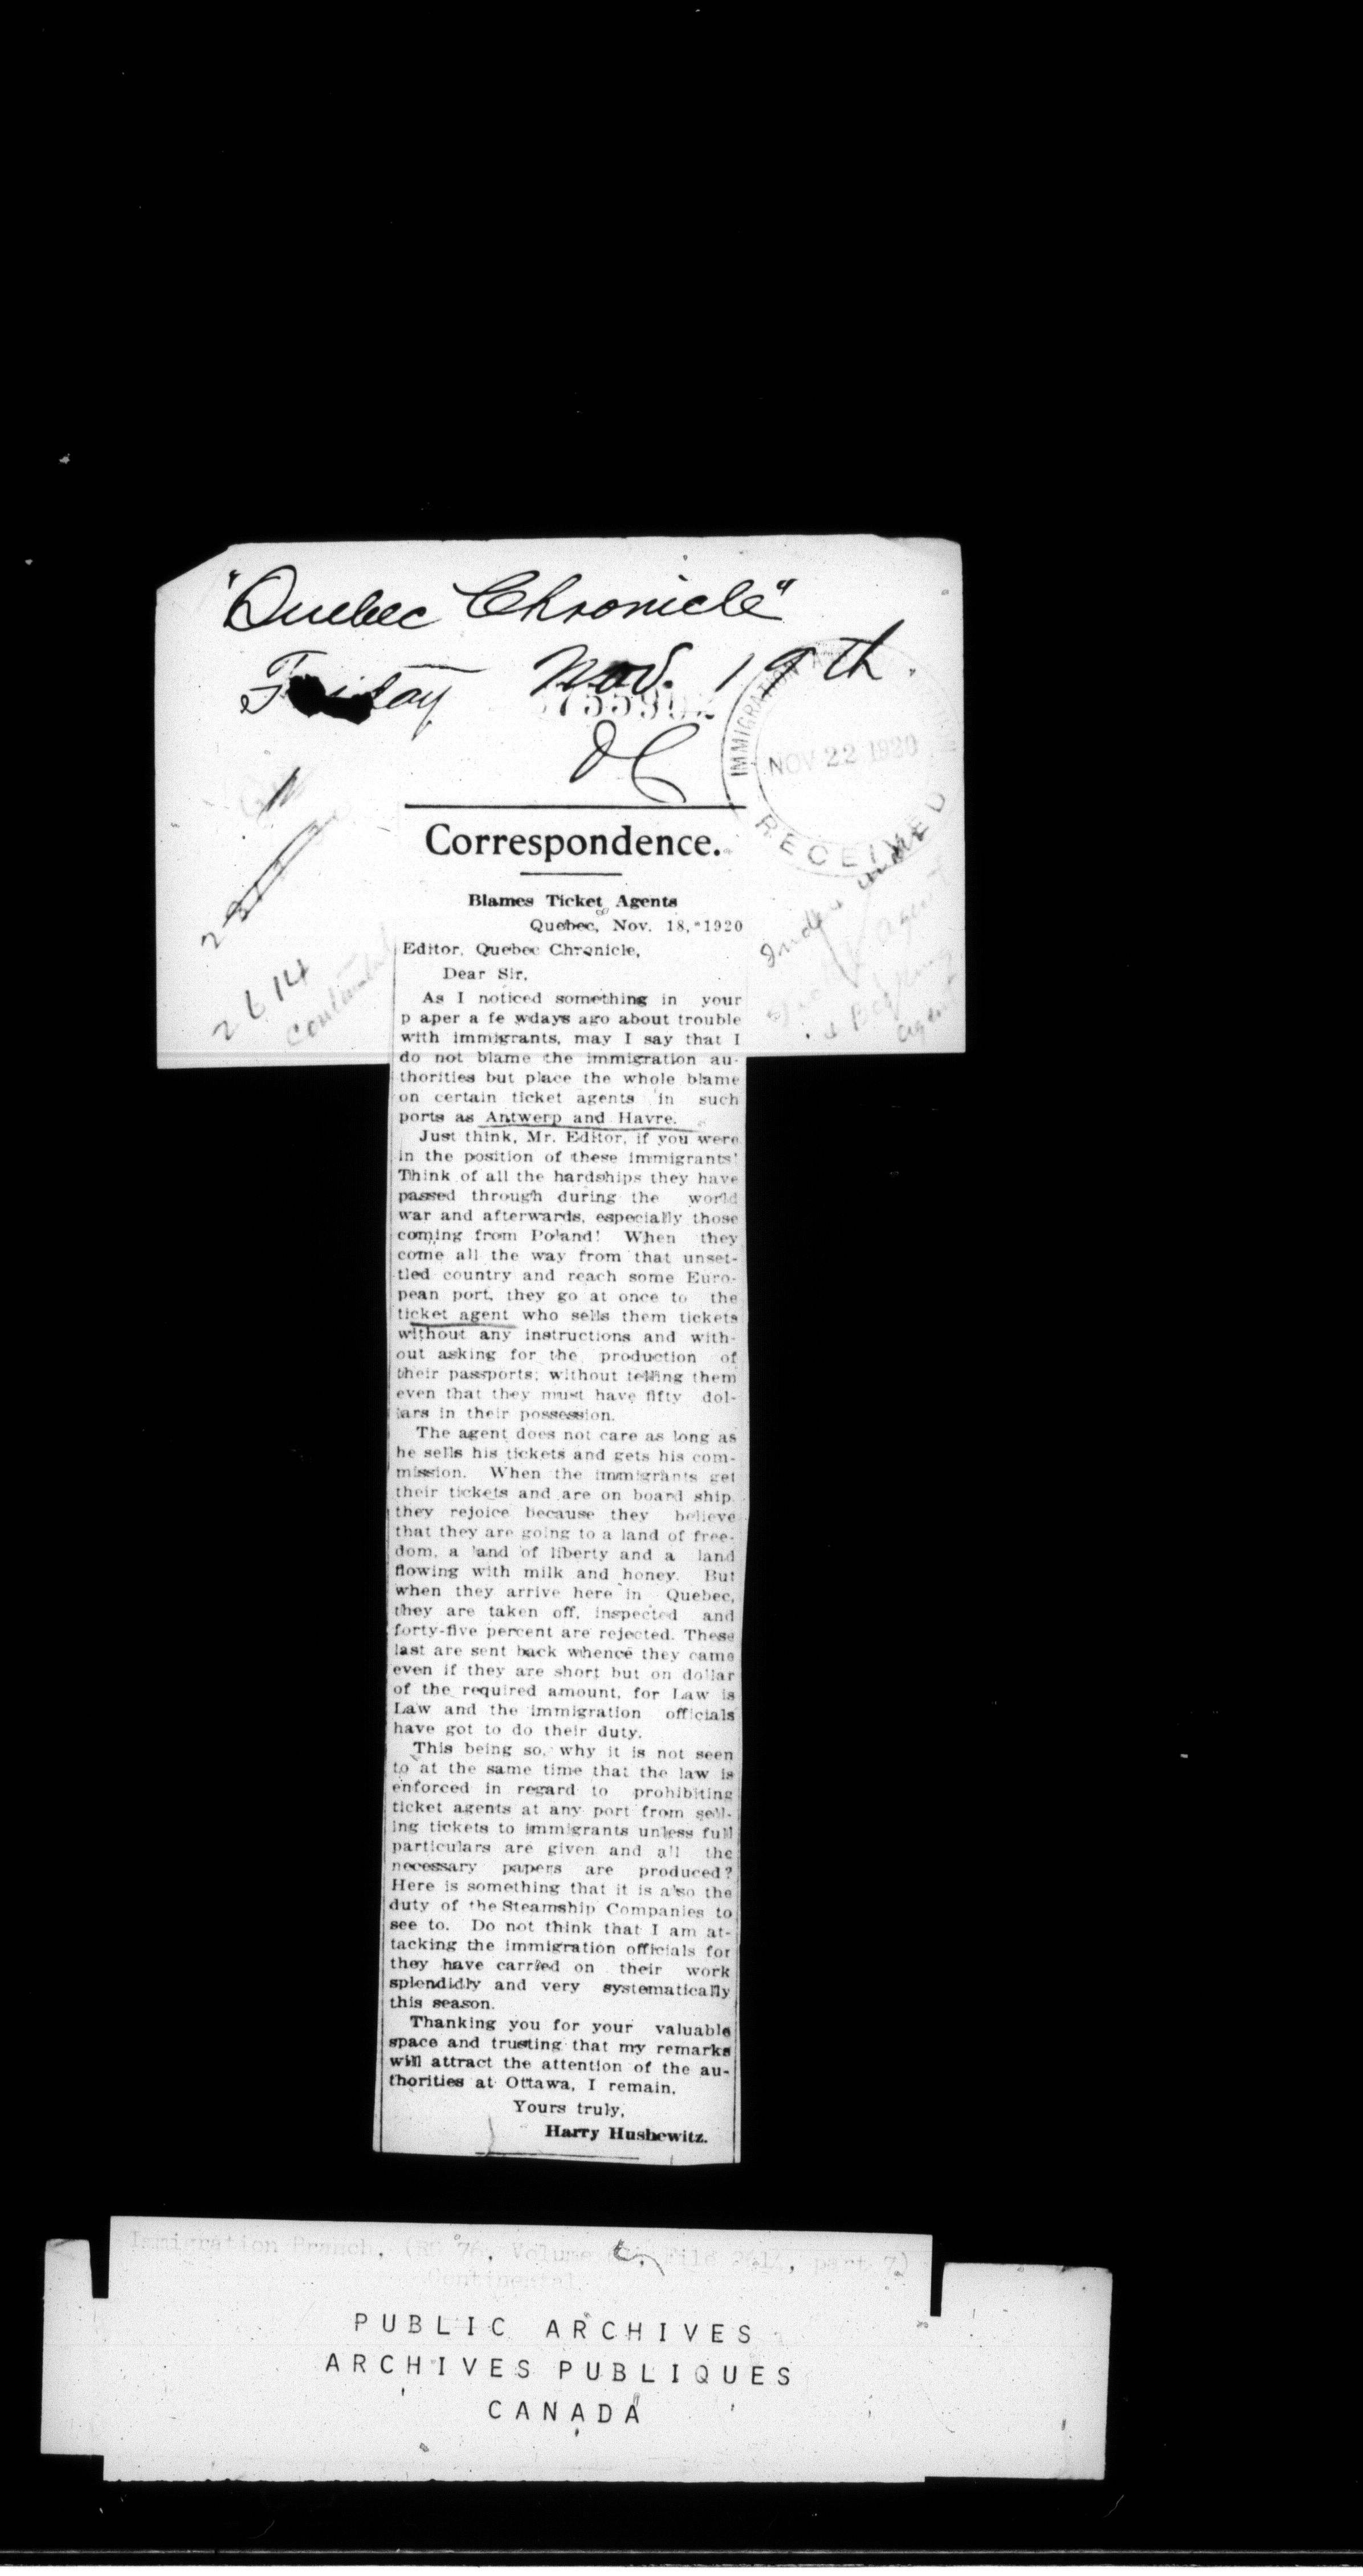 "Quebec Chronicle"
Friday Nov. 19th.
755902
IMMIGRATION
NOV 22 1920
RECEIVED
Correspondence.
Blames Ticket Agents
Quebec, Nov. 18, 1920
Editor, Quebec Chronicle,
Dear Sir,
2614
Continental
Index under
Ticket agent
& Booking
agent
As I noticed something in your
p aper a fe wdays ago about trouble
with immigrants, may I say that I
do not blame the immigration au-
thorities but place the whole blame
on certain ticket agents in such
ports as Antwerp and Havre.
Just think, Mr. Editor, if you were
in the position of these immigrants!
Think of all the hardships they have
passed through during the world
war and afterwards, especially those
coming from Poland! When they
come all the way from that unset-
tled country and reach some Euro-
pean port, they go at once to the
ticket agent who sells them tickets
without any instructions and with-
out asking for the production of
their passports; without telling them
even that they must have fifty dol-
lars in their possession.
The agent does not care as long as
he sells his tickets and gets his com-
mission. When the immigrants get
their tickets and are on board ship
they rejoice because they believe
that they are going to a land of free-
dom, a land of liberty and a land
flowing with milk and honey. But
when they arrive here in Quebec,
they are taken off, inspected and
forty-five percent are rejected. These
last are sent back whence they came
even if they are short but on dollar
of the required amount, for Law is
Law and the immigration officials
have got to do their duty.
This being so, why it is not seen
to at the same time that the law is
enforced in regard to prohibiting
ticket agents at any port from sell-
ing tickets to immigrants unless full
particulars are given and all the
necessary papers are produced?
Here is something that it is also the
duty of the Steamship Companies to
see to. Do not think that I am at-
tacking the immigration officials for
they have carried on their work
splendidly and very systematically
this season.
Thanking you for your valuable
space and trusting that my remarks
will attract the attention of the au-
thorities at Ottawa, I remain,
Yours truly,
Harry Hushewitz.
Immigration Branch, (RG 76, Volume File 2614, part 7)
Continental
PUBLIC ARCHIVES
ARCHIVES PUBLIQUES
CANADA